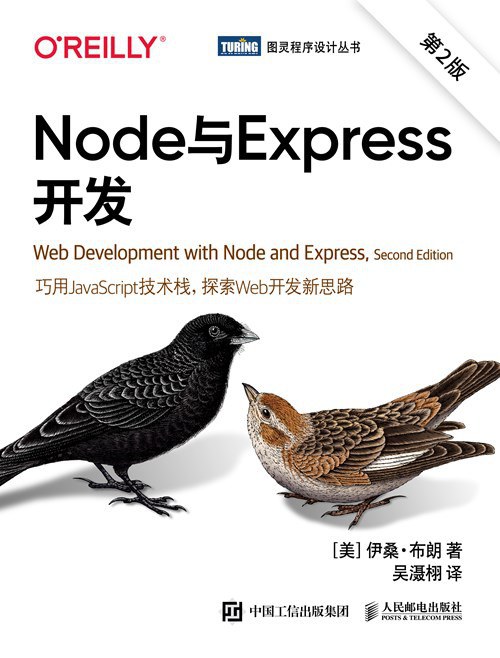 O'REILLY®
TURING 图灵程序设计丛书
第2版
Node与Express
开发
Web Development with Node and Express, Second Edition
巧用JavaScript技术栈，探索Web开发新思路
[美] 伊桑·布朗 著
吴滠栩 译
中国工信出版集团
人民邮电出版社
POSTS & TELECOM PRESS